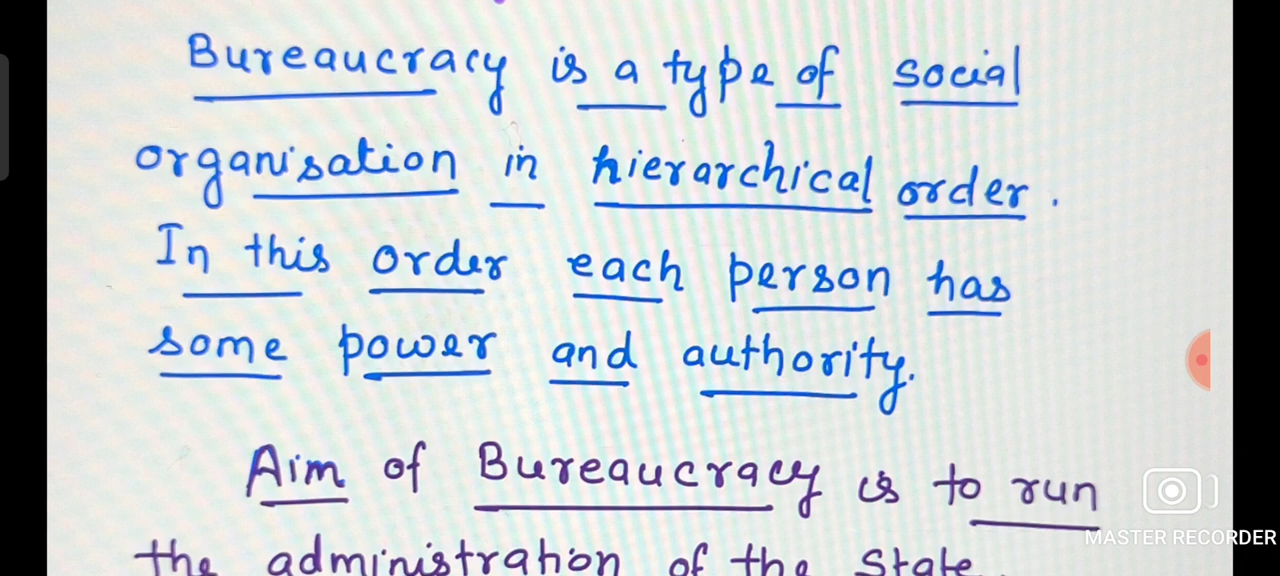 Bureaucracy is a type of social
organisation in hierarchical order.
In this order each person has
some power and authority.
Aim of Bureaucracy is to run
the administration of the State.
MASTER RECORDER